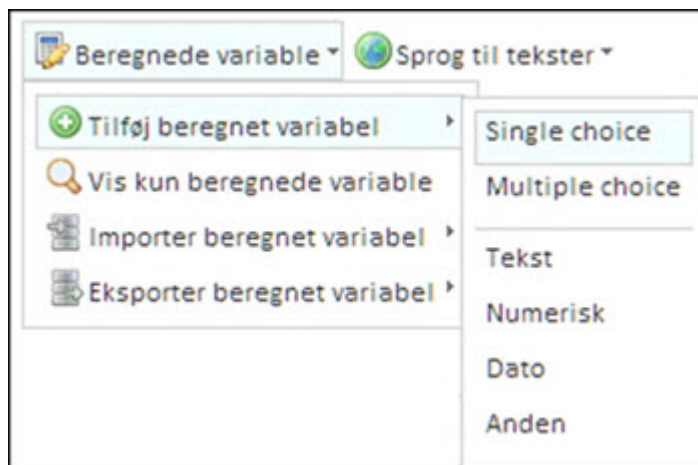 Beregnede variable
Sprog til tekster
Tilføj beregnet variabel
Vis kun beregnede variable
Importer beregnet variabel
Eksporter beregnet variabel
Single choice
Multiple choice
Tekst
Numerisk
Dato
Anden